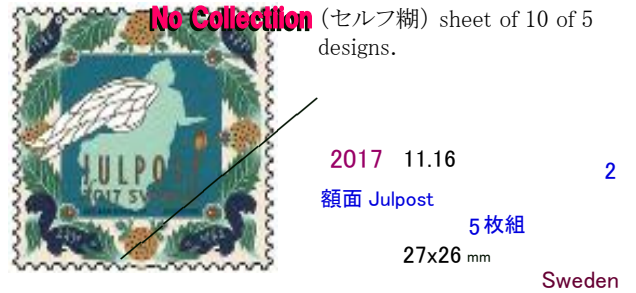 No Collection (セルフ糊) sheet of 10 of 5
designs.
JULPOST
2017 SV
2017 11.16
2
額面 Julpost
5枚組
27x26 mm
Sweden